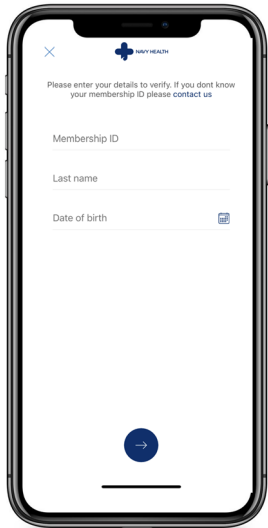 NAVY HEALTH
Please enter your details to verify. If you dont know
your membership ID please contact us
Membership ID
Last name
Date of birth